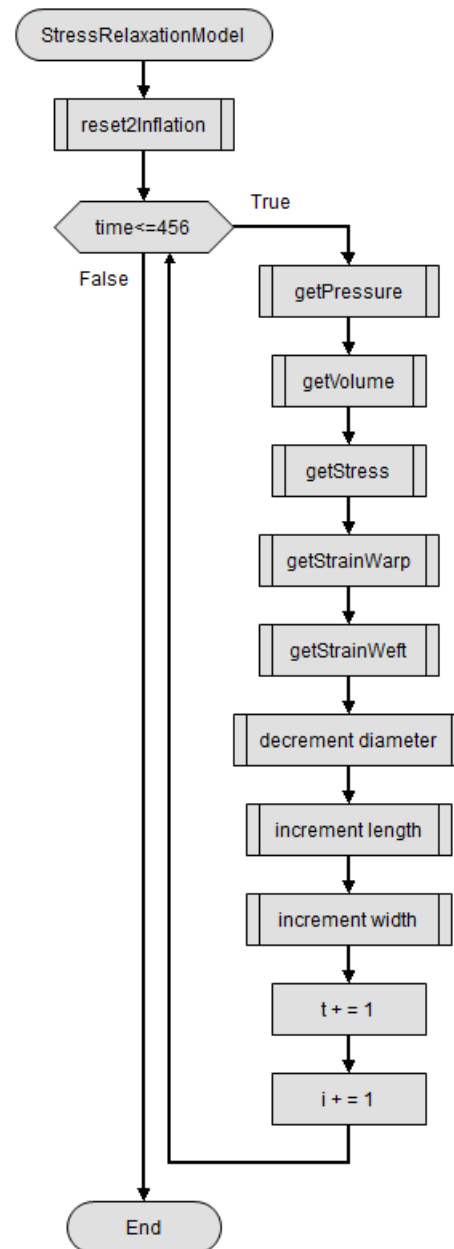 StressRelaxationModel
reset2Inflation
time<=456
True
False
getPressure
getVolume
getStress
getStrainWarp
getStrainWeft
decrement diameter
increment length
increment width
t + = 1
i + = 1
End